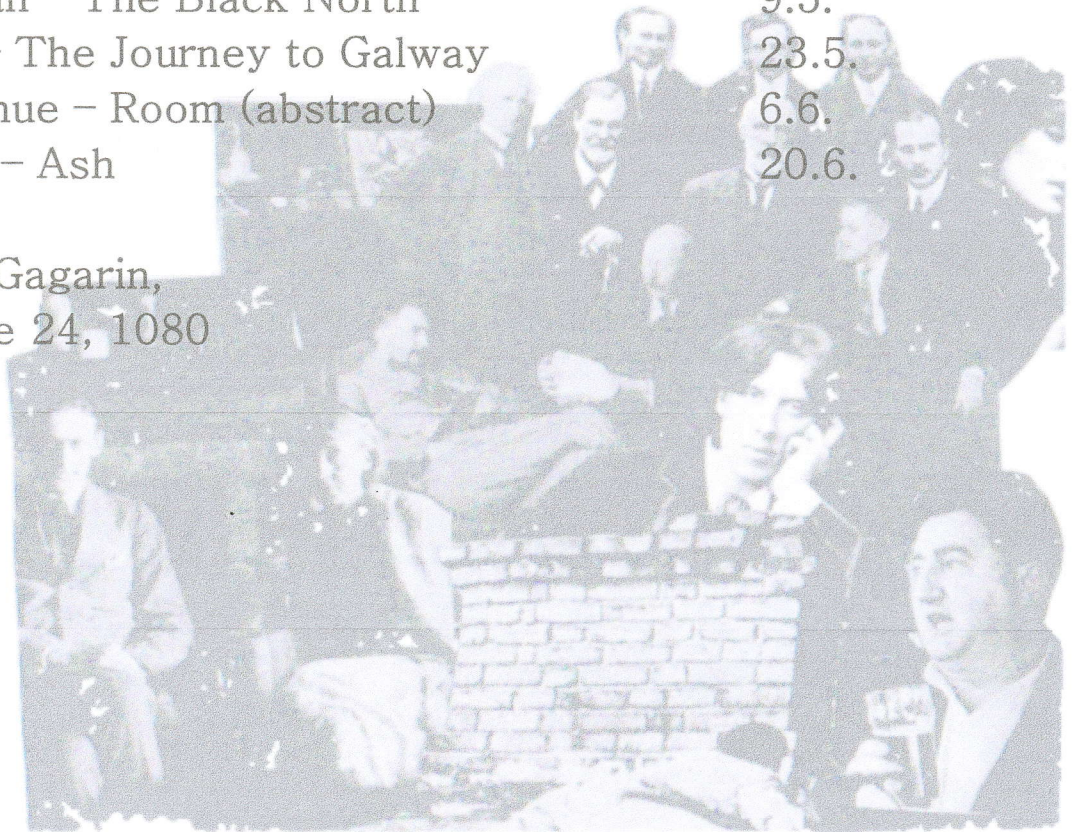 The Black North 9.5.
The Journey to Galway 23.5.
nue – Room (abstract) 6.6.
– Ash 20.6.
Gagarin,
e 24, 1080